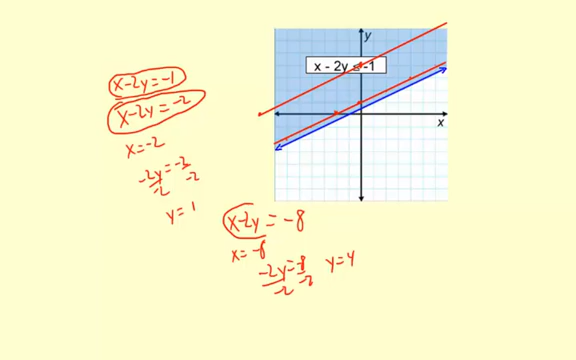 y
x - 2y ≤ -1
x
x-2y=-1
x-2y=-2
x=-2
-2y=-2
-2 -2
y=1
x-2y=-8
x=-8
-2y=-8
-2 -2
y=4